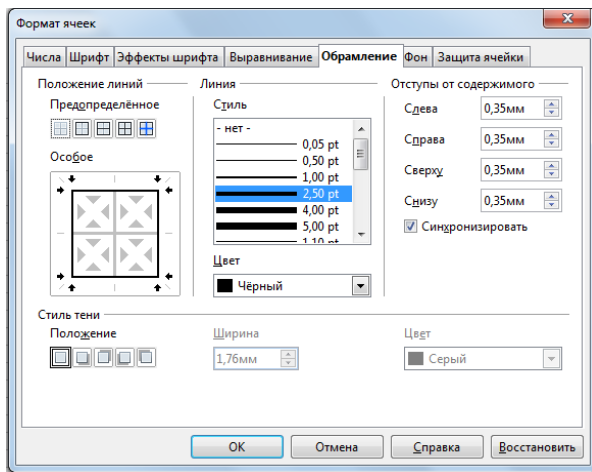 Формат ячеек
Числа Шрифт Эффекты шрифта Выравнивание Обрамление Фон Защита ячейки
Положение линий Линия Отступы от содержимого
Предопределённое Стиль Слева 0,35мм
- нет -
0,05 pt
Особое 0,50 pt Справа 0,35мм
1,00 pt Сверху 0,35мм
2,50 pt
4,00 pt Снизу 0,35мм
5,00 pt Синхронизировать
1,10 pt
Цвет
Чёрный
Стиль тени
Положение Ширина Цвет
1,76мм Серый
OK Отмена Справка Восстановить